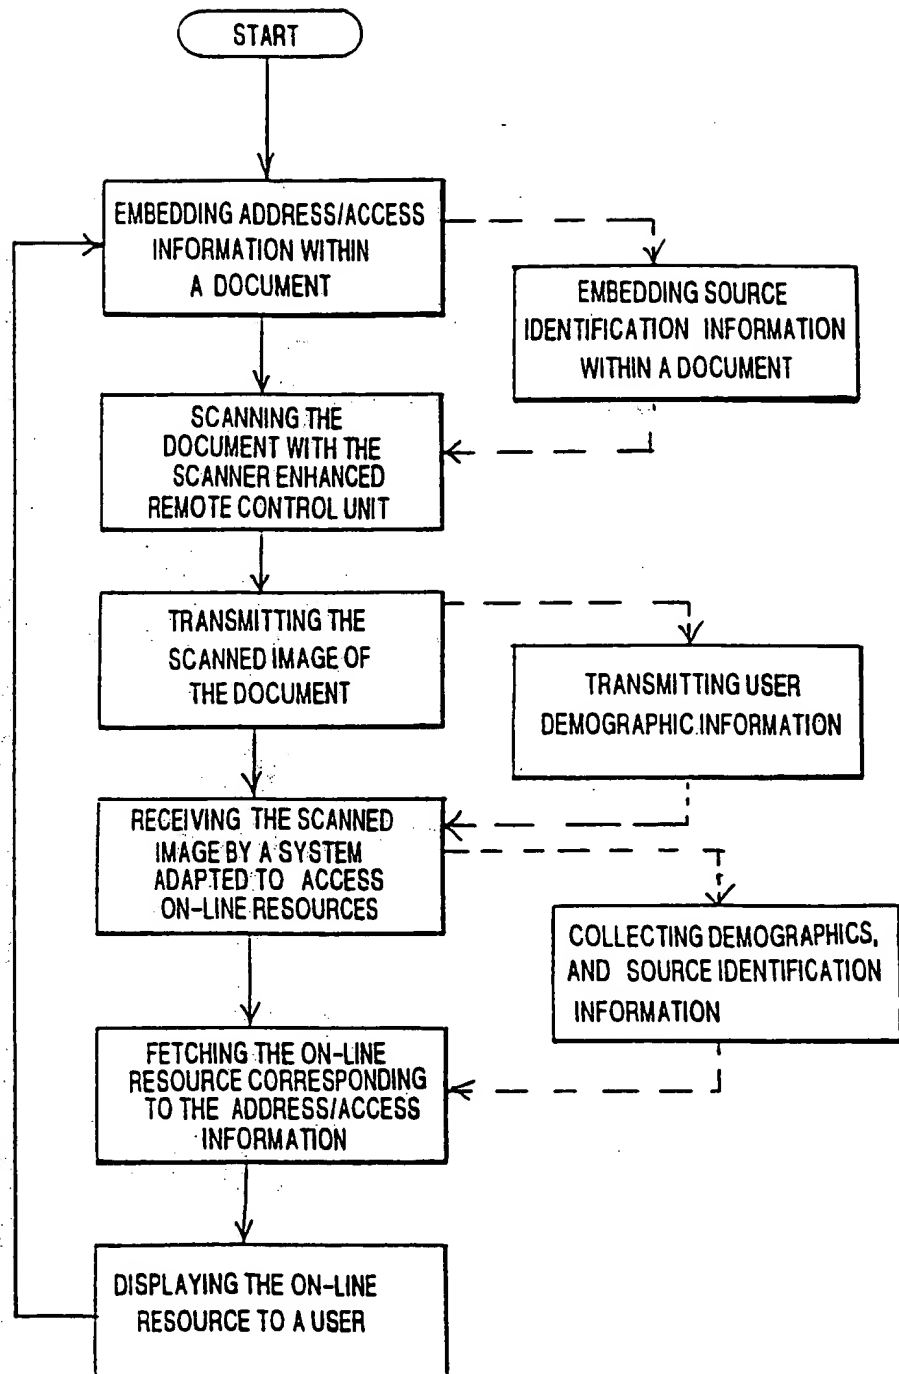 START
EMBEDDING ADDRESS/ACCESS
INFORMATION WITHIN
A DOCUMENT
EMBEDDING SOURCE
IDENTIFICATION INFORMATION
WITHIN A DOCUMENT
SCANNING THE
DOCUMENT WITH THE
SCANNER ENHANCED
REMOTE CONTROL UNIT
TRANSMITTING THE
SCANNED IMAGE OF
THE DOCUMENT
TRANSMITTING USER
DEMOGRAPHIC INFORMATION
RECEIVING THE SCANNED
IMAGE BY A SYSTEM
ADAPTED TO ACCESS
ON-LINE RESOURCES
COLLECTING DEMOGRAPHICS,
AND SOURCE IDENTIFICATION
INFORMATION
FETCHING THE ON-LINE
RESOURCE CORRESPONDING
TO THE ADDRESS/ACCESS
INFORMATION
DISPLAYING THE ON-LINE
RESOURCE TO A USER